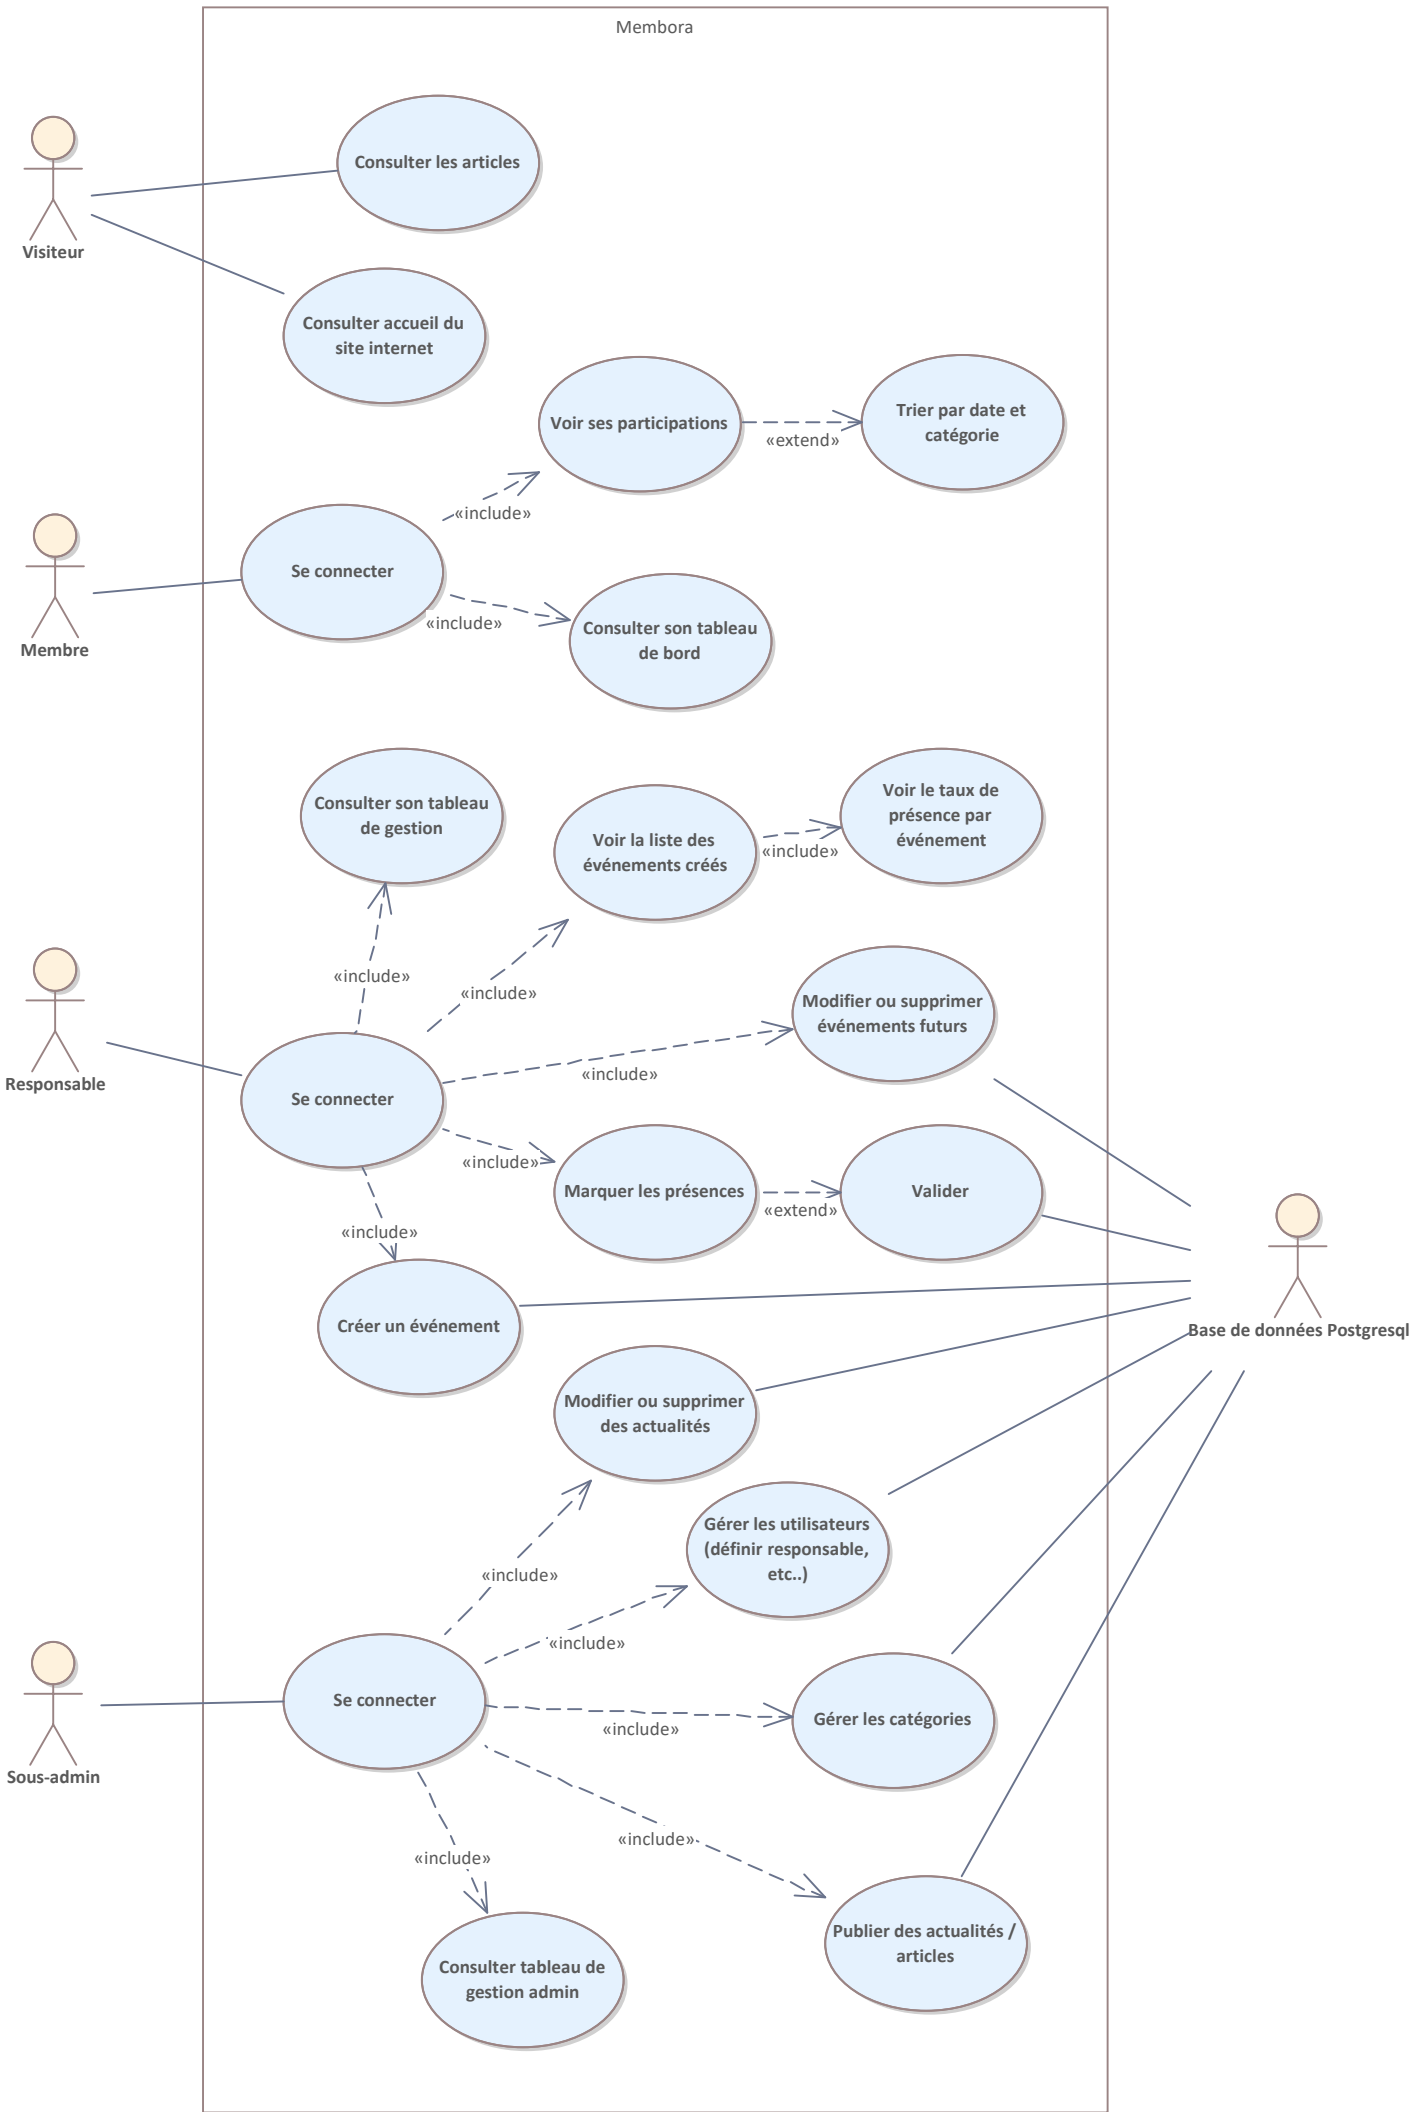 Membora
Consulter les articles
Visiteur
Consulter accueil du
site internet
Voir ses participations
«extend»
Trier par date et
catégorie
«include»
Se connecter
Membre
«include»
Consulter son tableau
de bord
Consulter son tableau
de gestion
Voir la liste des
événements créés
«include»
Voir le taux de
présence par
événement
«include»
«include»
Modifier ou supprimer
événements futurs
Responsable
«include»
Se connecter
«include»
Marquer les présences
«extend»
Valider
«include»
Créer un événement
Base de données Postgresql
Modifier ou supprimer
des actualités
Gérer les utilisateurs
(définir responsable,
etc..)
«include»
«include»
Se connecter
«include»
Gérer les catégories
Sous-admin
«include»
«include»
Publier des actualités /
articles
Consulter tableau de
gestion admin